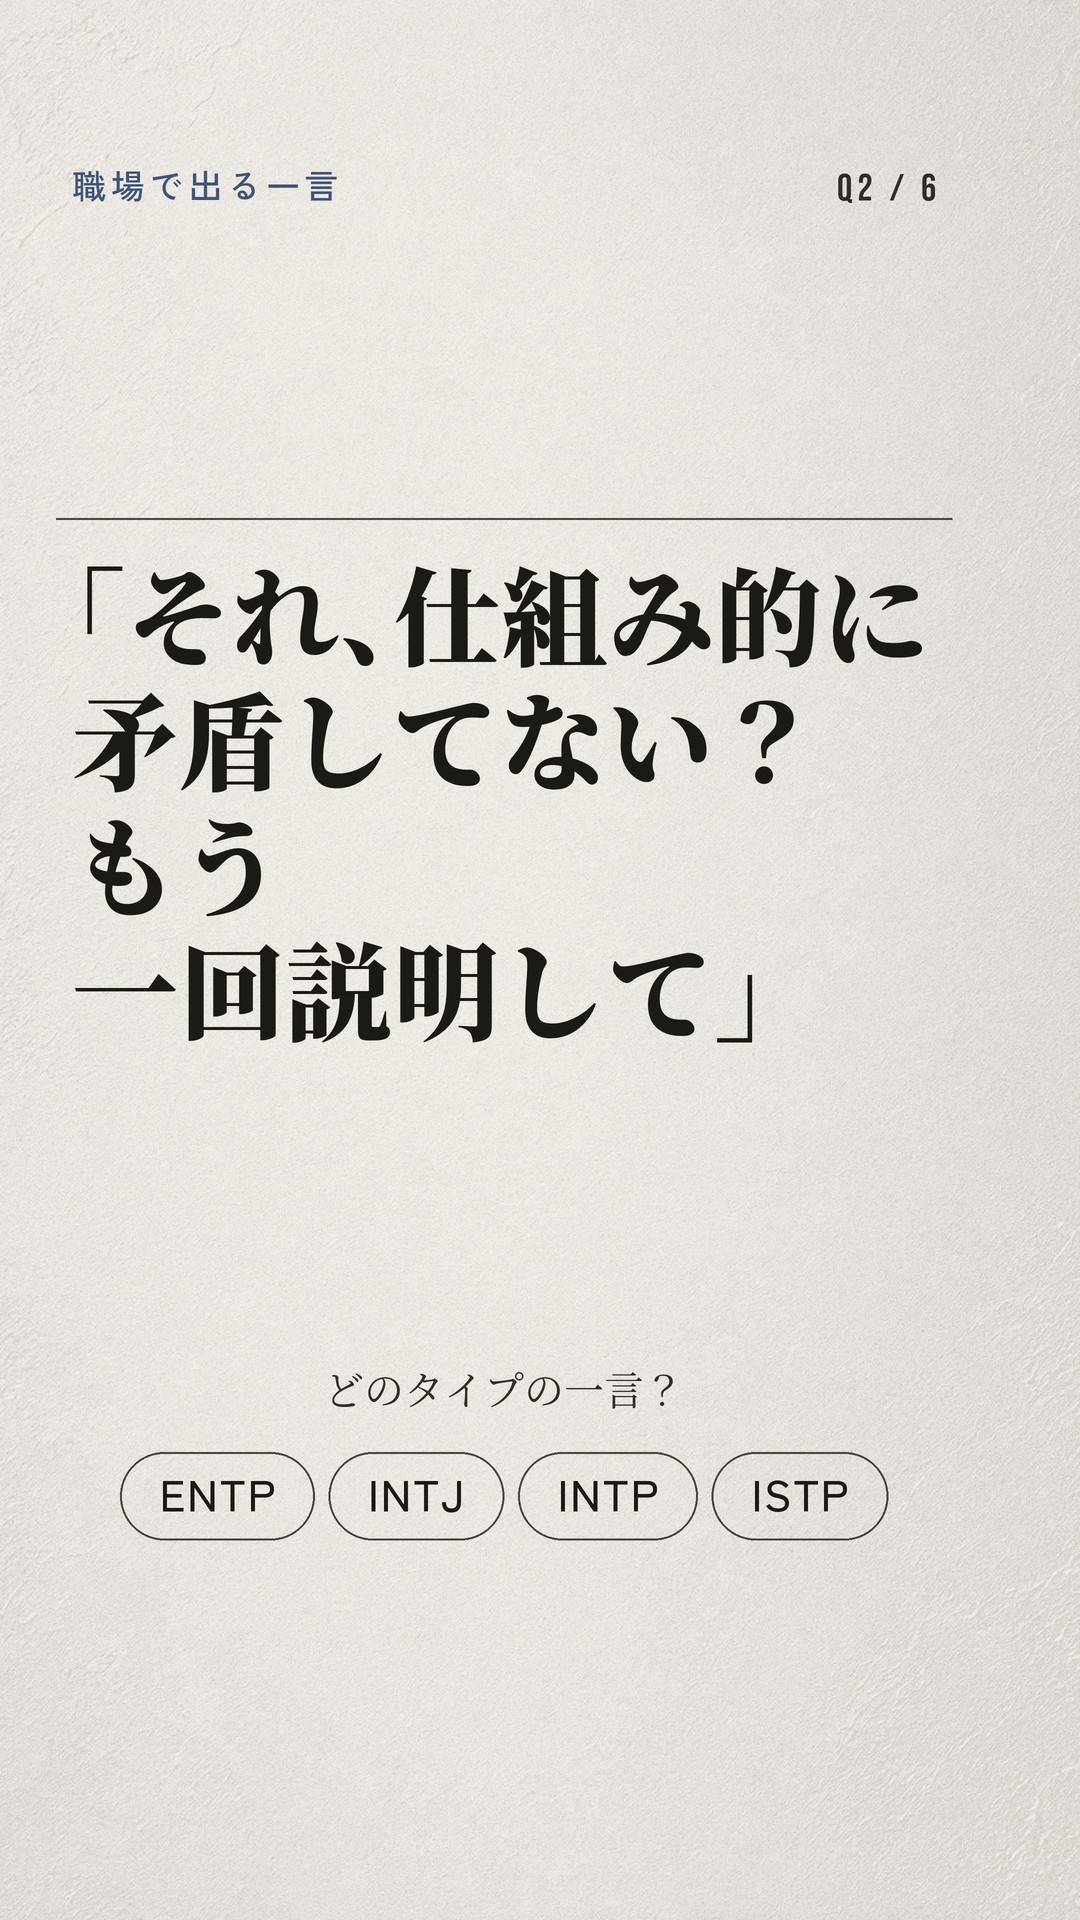 職場で出る一言
Q2 / 6
「それ、仕組み的に
矛盾してない？
もう
一回説明して」
どのタイプの一言？
ENTP
INTJ
INTP
ISTP